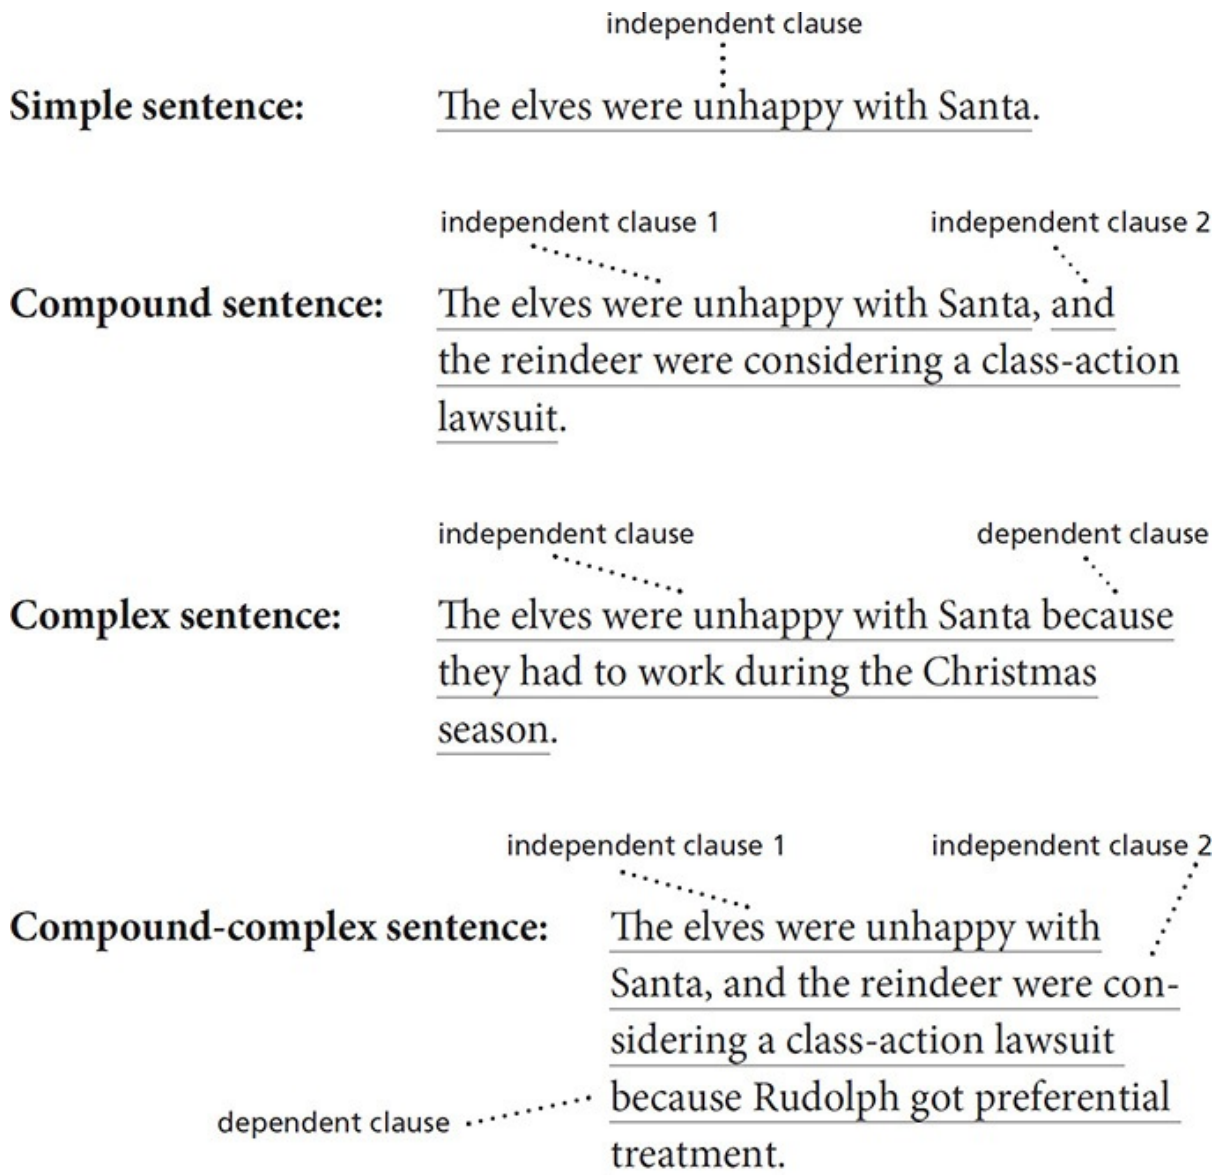 independent clause
Simple sentence: The elves were unhappy with Santa.
independent clause 1 independent clause 2
Compound sentence: The elves were unhappy with Santa, and
the reindeer were considering a class-action
lawsuit.
independent clause dependent clause
Complex sentence: The elves were unhappy with Santa because
they had to work during the Christmas
season.
independent clause 1 independent clause 2
Compound-complex sentence: The elves were unhappy with
Santa, and the reindeer were con-
sidering a class-action lawsuit
because Rudolph got preferential
dependent clause
treatment.